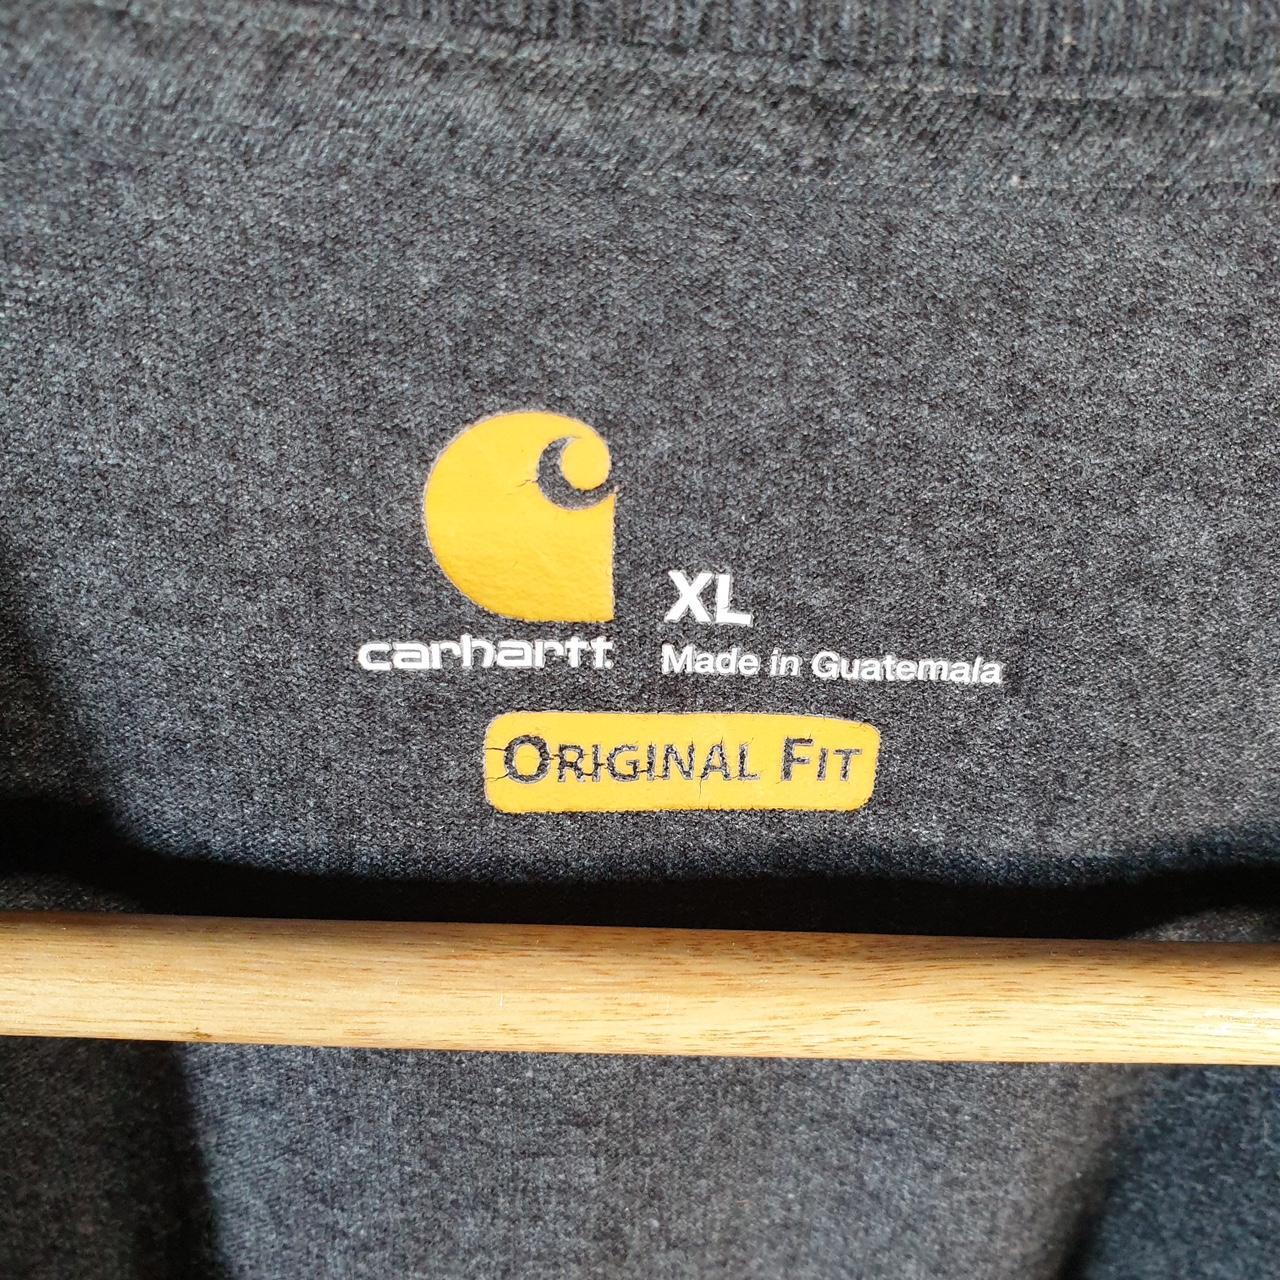 XL
carhartt
Made in Guatemala
ORIGINAL FIT